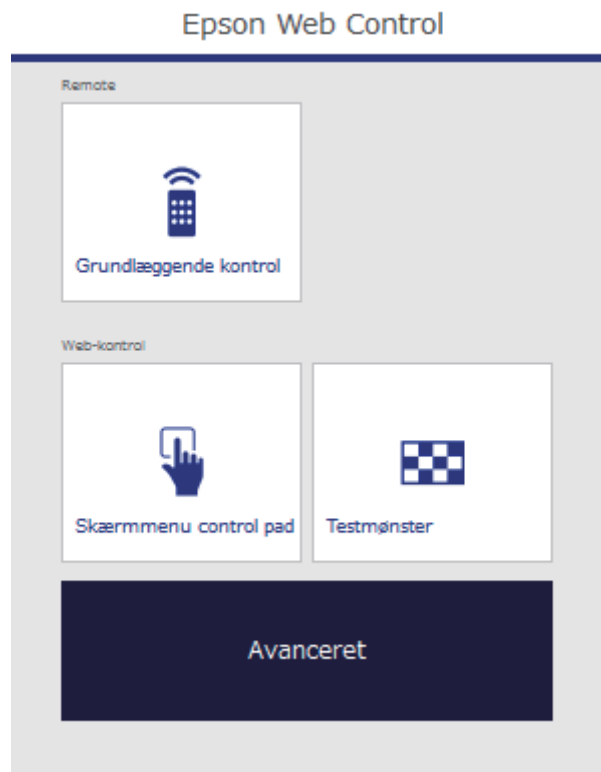 Epson Web Control
Remote
Grundlæggende kontrol
Web-kontrol
Skærmmenu control pad
Testmønster
Avanceret